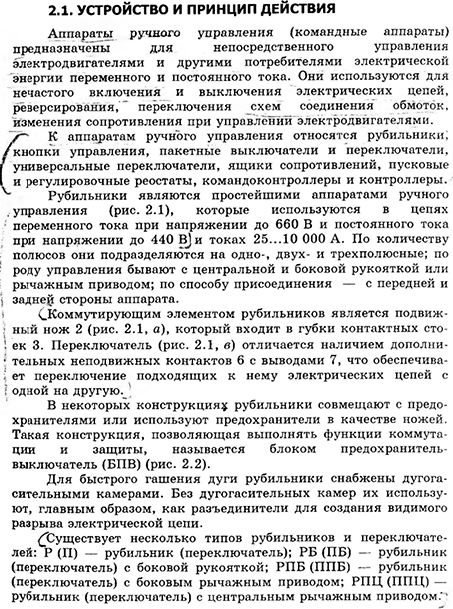 2.1. УСТРОЙСТВО И ПРИНЦИП ДЕЙСТВИЯ
Аппараты ручного управления (командные аппараты)
предназначены для непосредственного управления
электродвигателями и другими потребителями электрической
энергии переменного и постоянного тока. Они используются для
нечастого включения и выключения электрических цепей,
реверсирования, переключения схем соединения обмоток,
изменения сопротивления при управлении электродвигателями.
К аппаратам ручного управления относятся рубильники,
кнопки управления, пакетные выключатели и переключатели,
универсальные переключатели, ящики сопротивлений, пусковые
и регулировочные реостаты, командоконтроллеры и контроллеры.
Рубильники являются простейшими аппаратами ручного
управления (рис. 2.1), которые используются в цепях
переменного тока при напряжении до 660 В и постоянного тока
при напряжении до 440 В и токах 25...10 000 А. По количеству
полюсов они подразделяются на одно-, двух- и трехполюсные; по
роду управления бывают с центральной и боковой рукояткой или
рычажным приводом; по способу присоединения — с передней и
задней стороны аппарата.
Коммутирующим элементом рубильников является подвиж-
ный нож 2 (рис. 2.1, а), который входит в губки контактных сто-
ек 3. Переключатель (рис. 2.1, в) отличается наличием дополни-
тельных неподвижных контактов 6 с выводами 7, что обеспечива-
ет переключение подходящих к нему электрических цепей с
одной на другую.
В некоторых конструкциях рубильники совмещают с предо-
хранителями или используют предохранители в качестве ножей.
Такая конструкция, позволяющая выполнять функции коммута-
ции и защиты, называется блоком предохранитель-
выключатель (БПВ) (рис. 2.2).
Для быстрого гашения дуги рубильники снабжены дугога-
сительными камерами. Без дугогасительных камер их использу-
ют, главным образом, как разъединители для создания видимого
разрыва электрической цепи.
Существует несколько типов рубильников и переключате-
лей: Р (П) — рубильник (переключатель); РБ (ПБ) — рубильник
(переключатель) с боковой рукояткой; РПБ (ППБ) — рубильник
(переключатель) с боковым рычажным приводом; РПЦ (ППЦ) —
рубильник (переключатель) с центральным рычажным приводом.